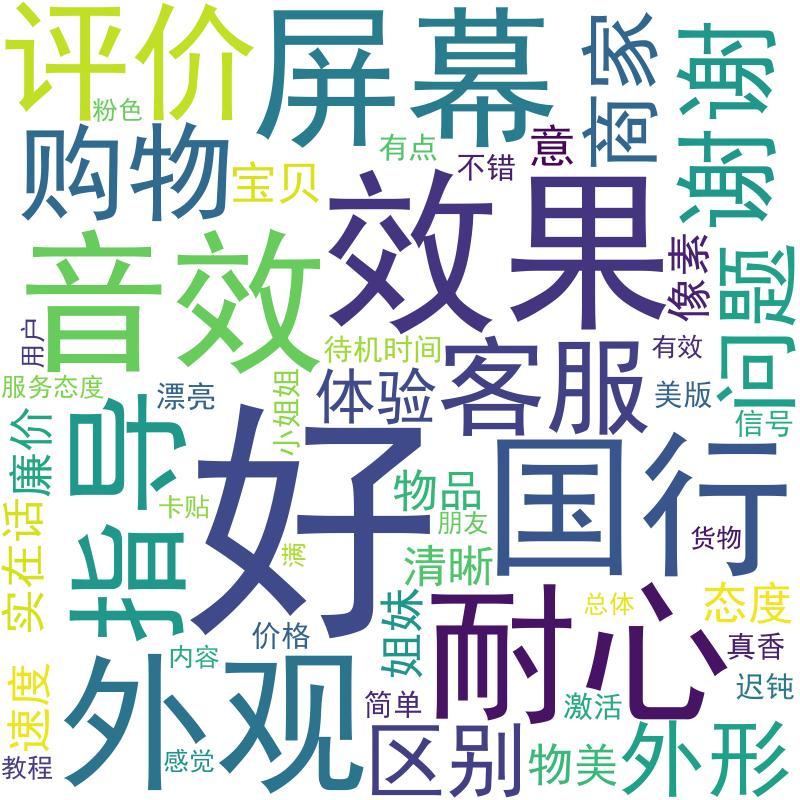 评价
屏幕
商家
谢谢
粉色
购物
有点
不错
意
宝贝
效果
音效
像素
问题
用户
待机时间
有效
服务态度
漂亮
小姐姐
体验
客服
美版
信号
廉价
指导
好
国行
物品
卡贴
朋友
货物
实在话
满
清晰
耐心
姐妹
总体
态度
价格
真香
内容
外观
速度
迟钝
简单
激活
教程
感觉
区别
物美
外形